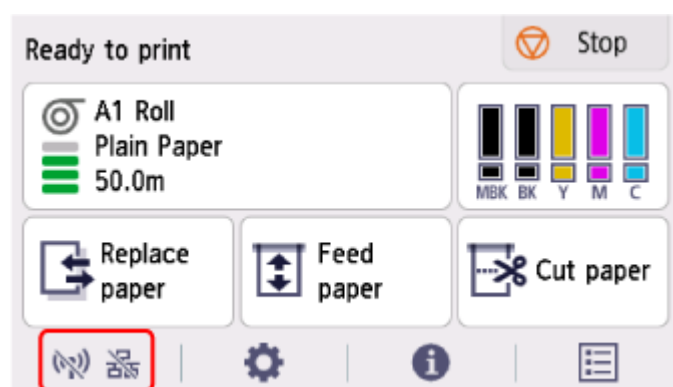 Ready to print
Stop
A1 Roll
Plain Paper
50.0m
MBK BK Y M C
Replace
paper
Feed
paper
Cut paper